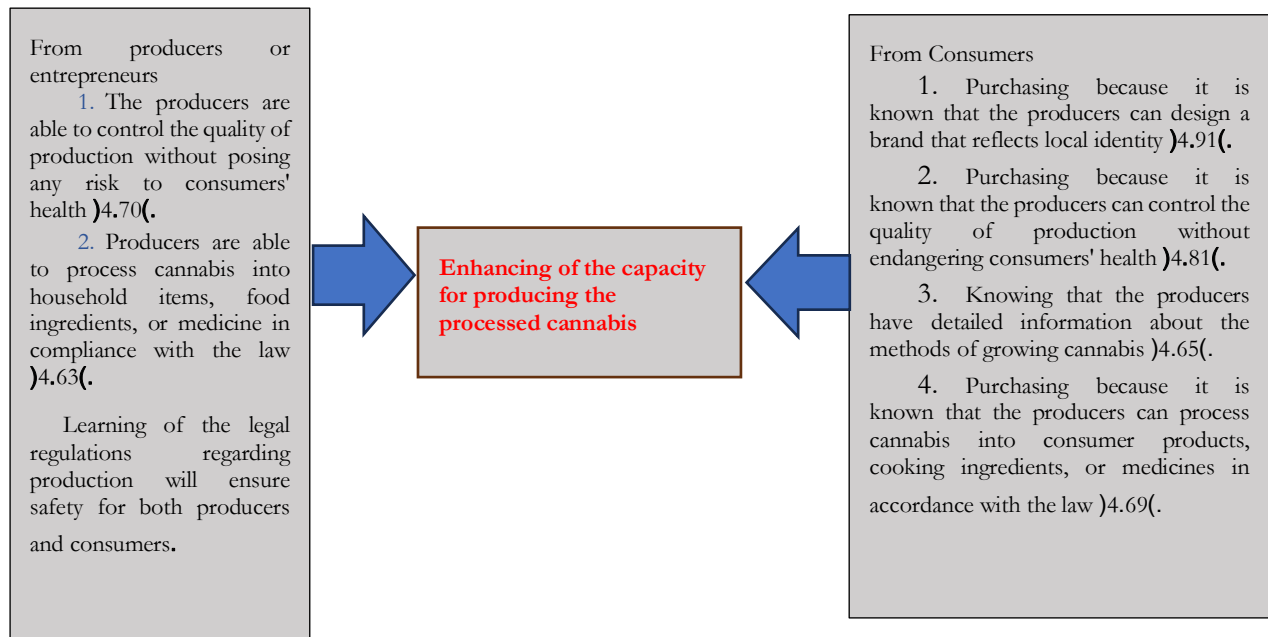 From producers or
entrepreneurs
1. The producers are
able to control the quality of
production without posing
any risk to consumers'
health )4.70(.
2. Producers are able
to process cannabis into
household items, food
ingredients, or medicine in
compliance with the law
)4.63(.
Learning of the legal
regulations regarding
production will ensure
safety for both producers
and consumers.
Enhancing of the capacity
for producing the
processed cannabis
From Consumers
1. Purchasing because it is
known that the producers can design a
brand that reflects local identity )4.91(.
2. Purchasing because it is
known that the producers can control the
quality of production without
endangering consumers' health )4.81(.
3. Knowing that the producers
have detailed information about the
methods of growing cannabis )4.65(.
4. Purchasing because it is
known that the producers can process
cannabis into consumer products,
cooking ingredients, or medicines in
accordance with the law )4.69(.